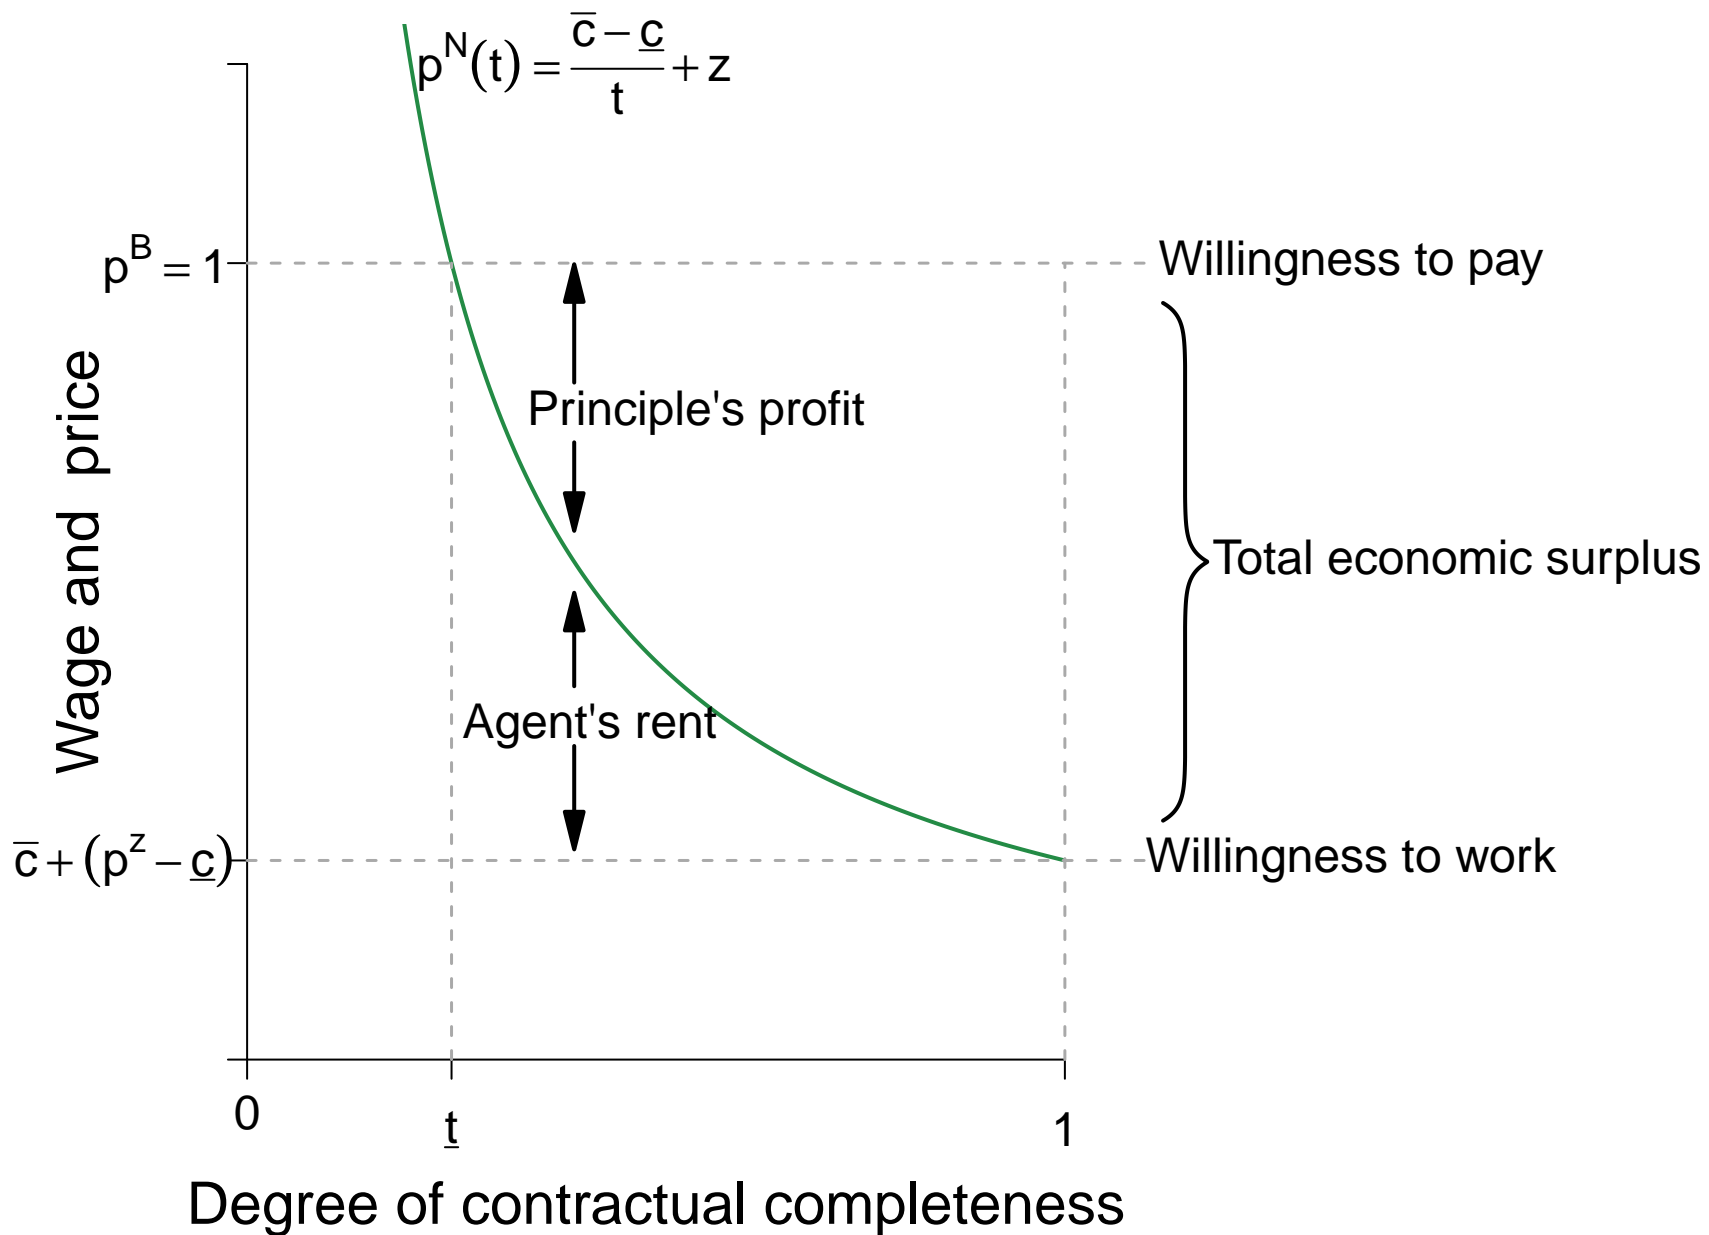 p^N(t) = (c̅ − c̲)/t + z
p^B = 1
Willingness to pay
Principle's profit
Wage and price
Total economic surplus
Agent's rent
c̅ + (p^z − c̲)
Willingness to work
0
t̲
1
Degree of contractual completeness